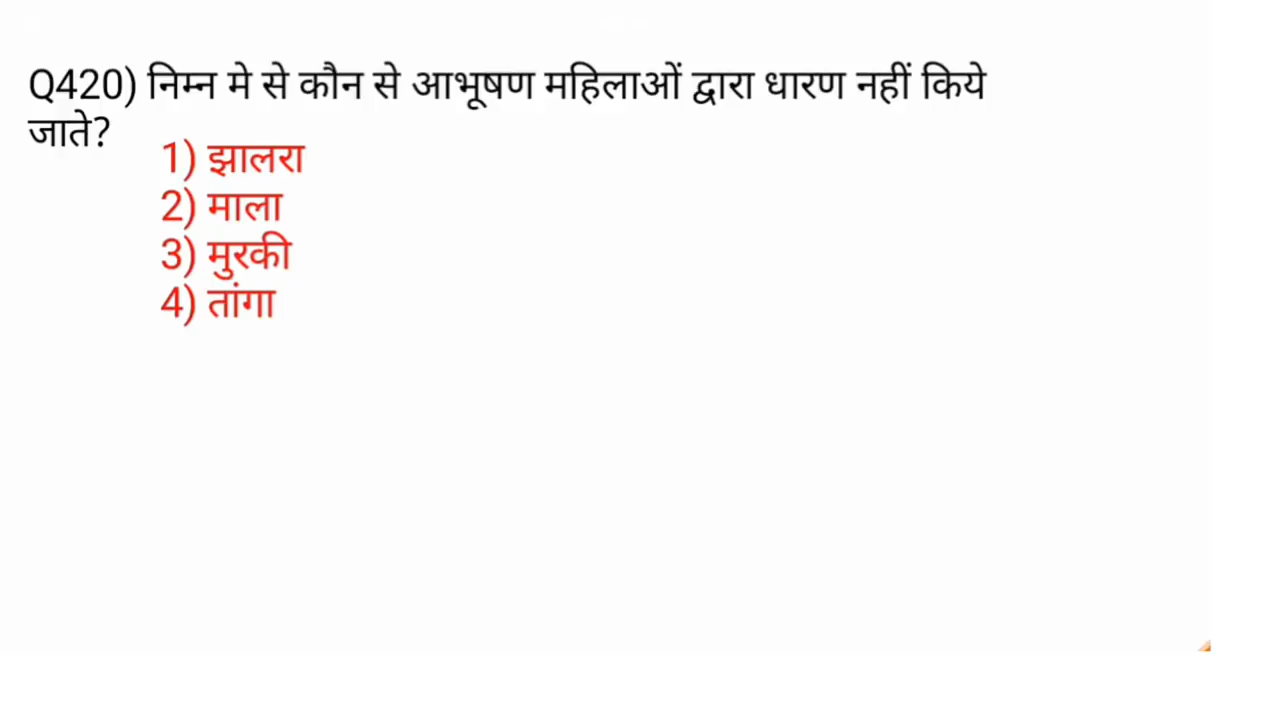 Q420) निम्न मे से कौन से आभूषण महिलाओं द्वारा धारण नहीं किये
जाते?
1) झालरा
2) माला
3) मुरकी
4) तांगा